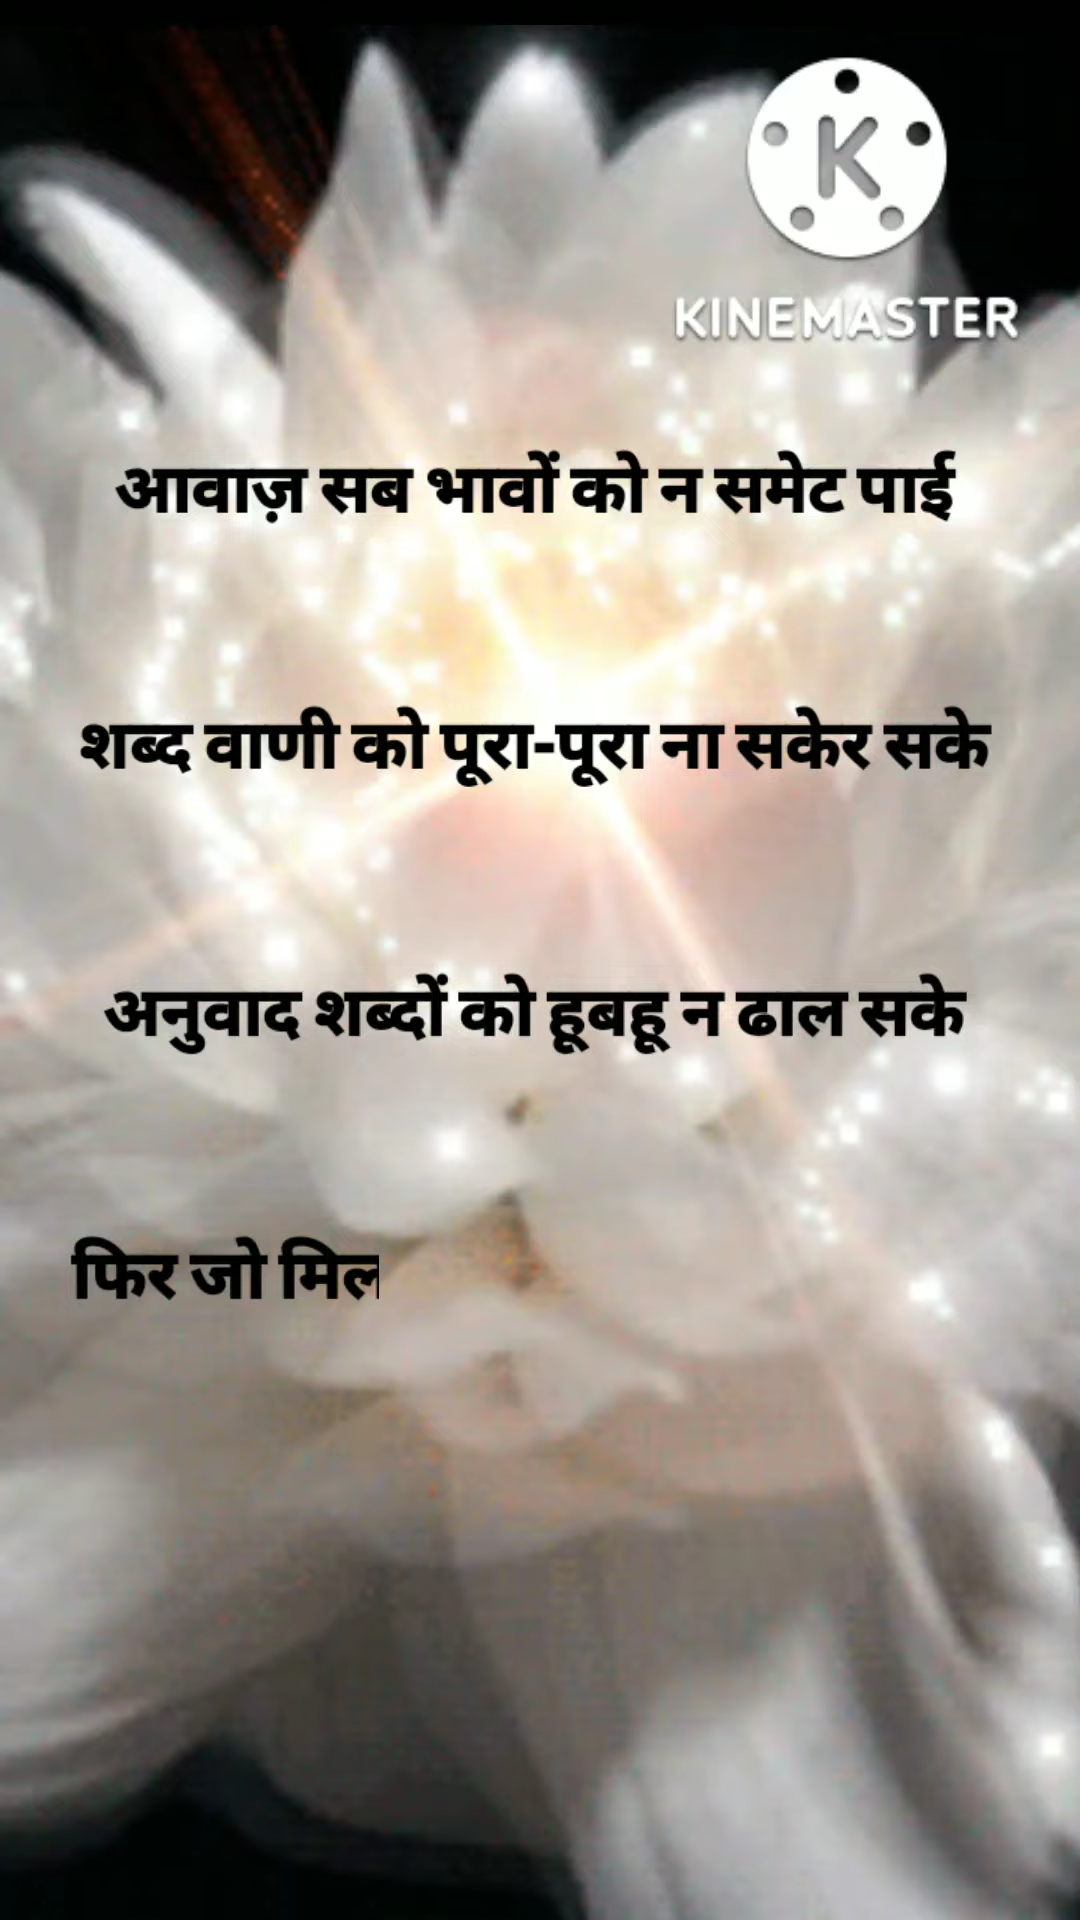 KINEMASTER
आवाज़ सब भावों को न समेट पाई
शब्द वाणी को पूरा-पूरा ना सकेर सके
अनुवाद शब्दों को हूबहू न ढाल सके
फिर जो मिल